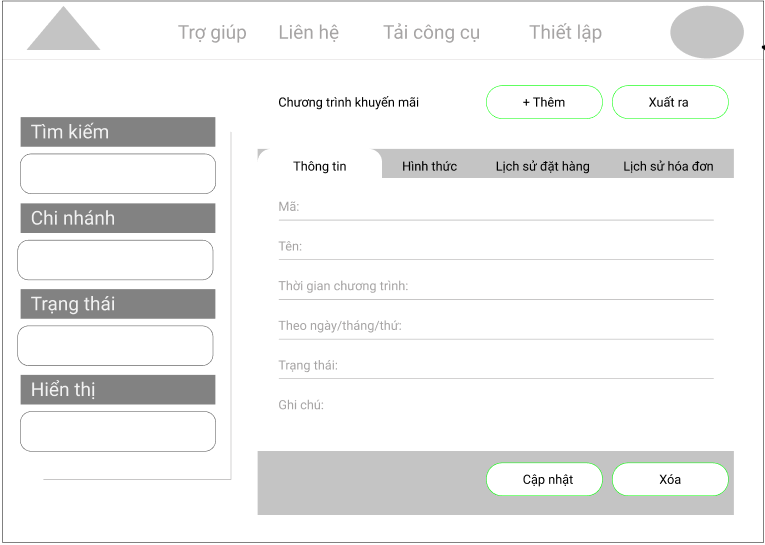 Trợ giúp Liên hệ Tải công cụ Thiết lập
Chương trình khuyến mãi + Thêm Xuất ra
Tìm kiếm
Chi nhánh
Trạng thái
Hiển thị
Thông tin Hình thức Lịch sử đặt hàng Lịch sử hóa đơn
Mã:
Tên:
Thời gian chương trình:
Theo ngày/tháng/thứ:
Trạng thái:
Ghi chú:
Cập nhật Xóa